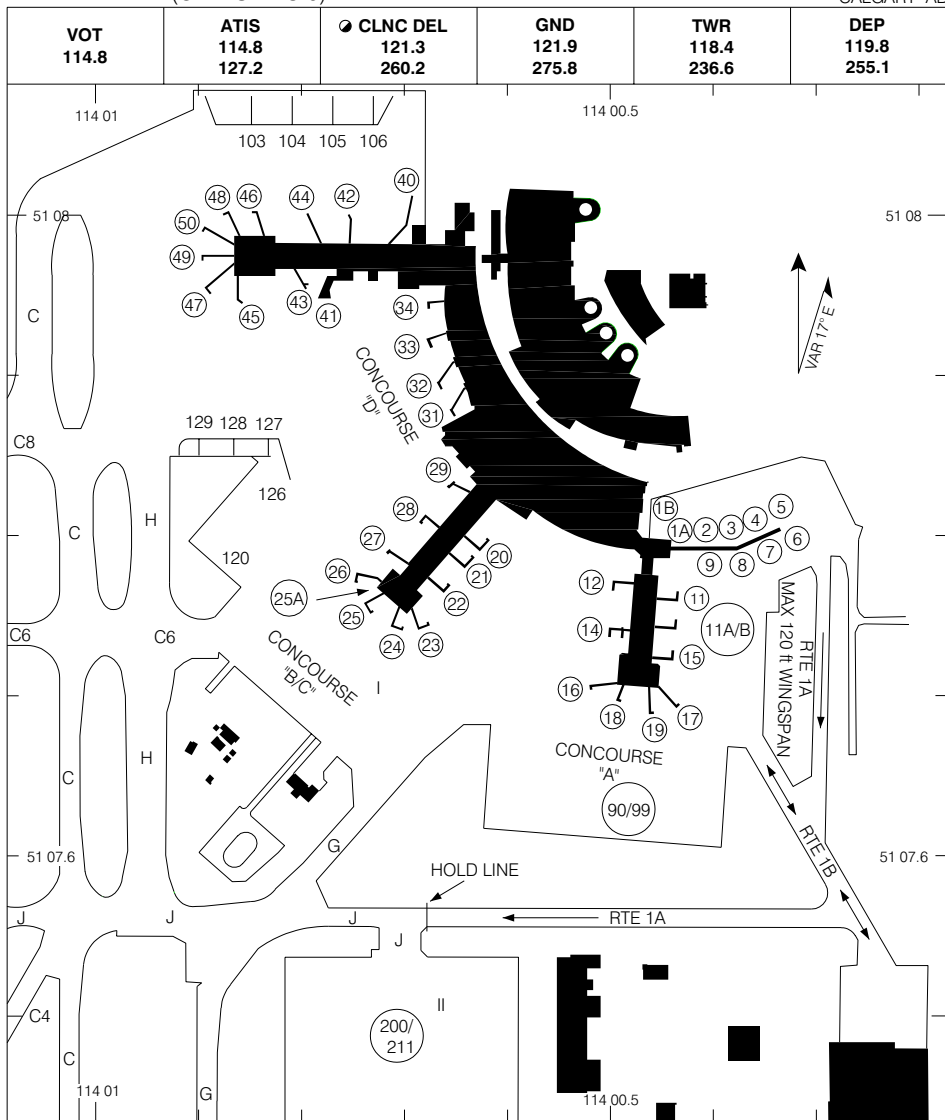 VOT
114.8
ATIS
114.8
127.2
CLNC DEL
121.3
260.2
GND
121.9
275.8
TWR
118.4
236.6
DEP
119.8
255.1
114 01
114 00.5
103 104 105 106
48 46 44 42 40
51 08
51 08
50
49
47
45
43
41
34
33
32
31
C
CONCOURSE
"D"
VAR 17° E
129 128 127
126
120
C8
C
H
29
28
27
26
25A
25
24
23
22
21
20
1B
1A 2 3 4 5
9 8 7 6
12
11
14
11A/B
15
16
18
19
17
RTE 1A
MAX 120 ft WINGSPAN
C6
C6
CONCOURSE
"B/C"
I
CONCOURSE
"A"
90/99
C
H
G
RTE 1B
51 07.6
51 07.6
HOLD LINE
J
J
J
RTE 1A
J
II
200/
211
C4
C
G
114 01
114 00.5